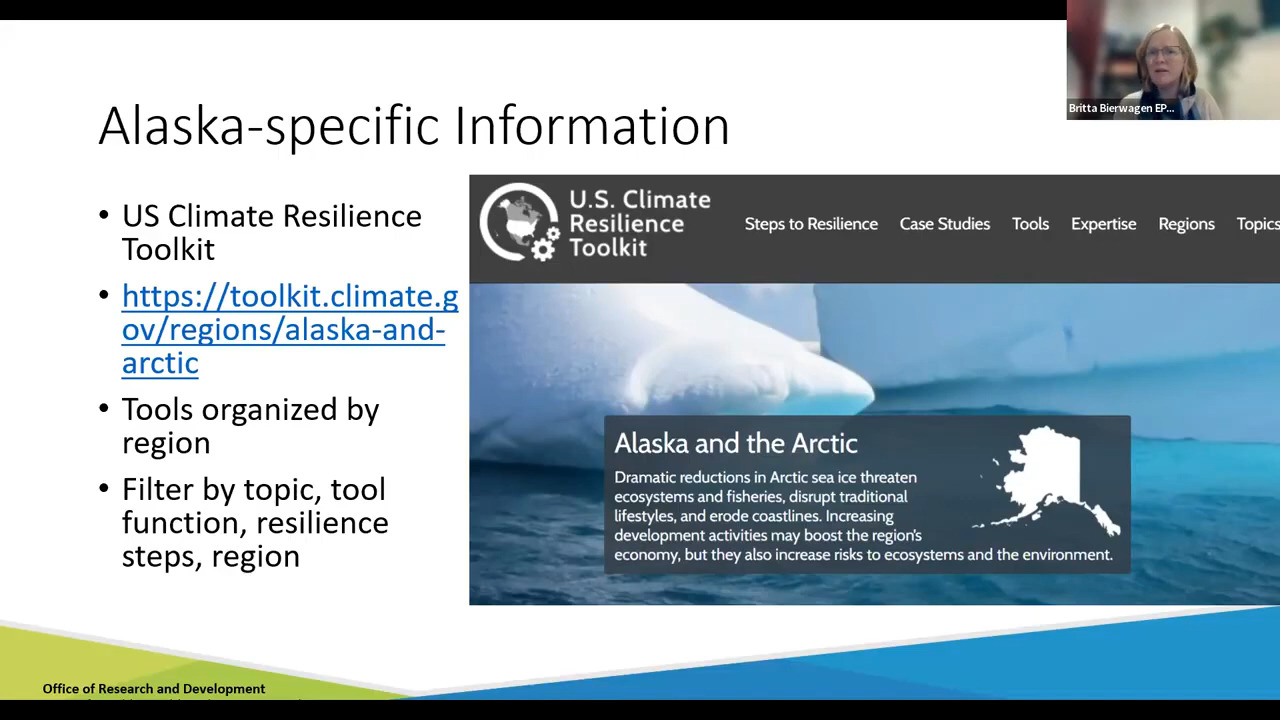 Britta Bierwagen EP...
Alaska-specific Information
• US Climate Resilience
Toolkit
• https://toolkit.climate.g
ov/regions/alaska-and-
arctic
• Tools organized by
region
• Filter by topic, tool
function, resilience
steps, region
U.S. Climate
Resilience
Toolkit
Steps to Resilience Case Studies Tools Expertise Regions Topics
Alaska and the Arctic
Dramatic reductions in Arctic sea ice threaten
ecosystems and fisheries, disrupt traditional
lifestyles, and erode coastlines. Increasing
development activities may boost the region's
economy, but they also increase risks to ecosystems and the environment.
Office of Research and Development